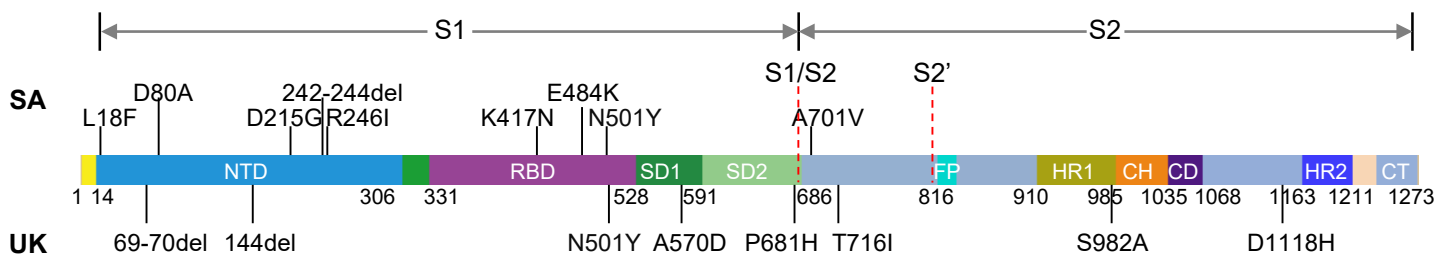 S1 S2
S1/S2 S2’
SA D80A 242-244del E484K
L18F D215G R246I K417N N501Y A701V
NTD RBD SD1 SD2 FP HR1 CH CD HR2 CT
1 14 306 331 528 591 686 816 910 985 1035 1068 1163 1211 1273
UK 69-70del 144del N501Y A570D P681H T716I S982A D1118H